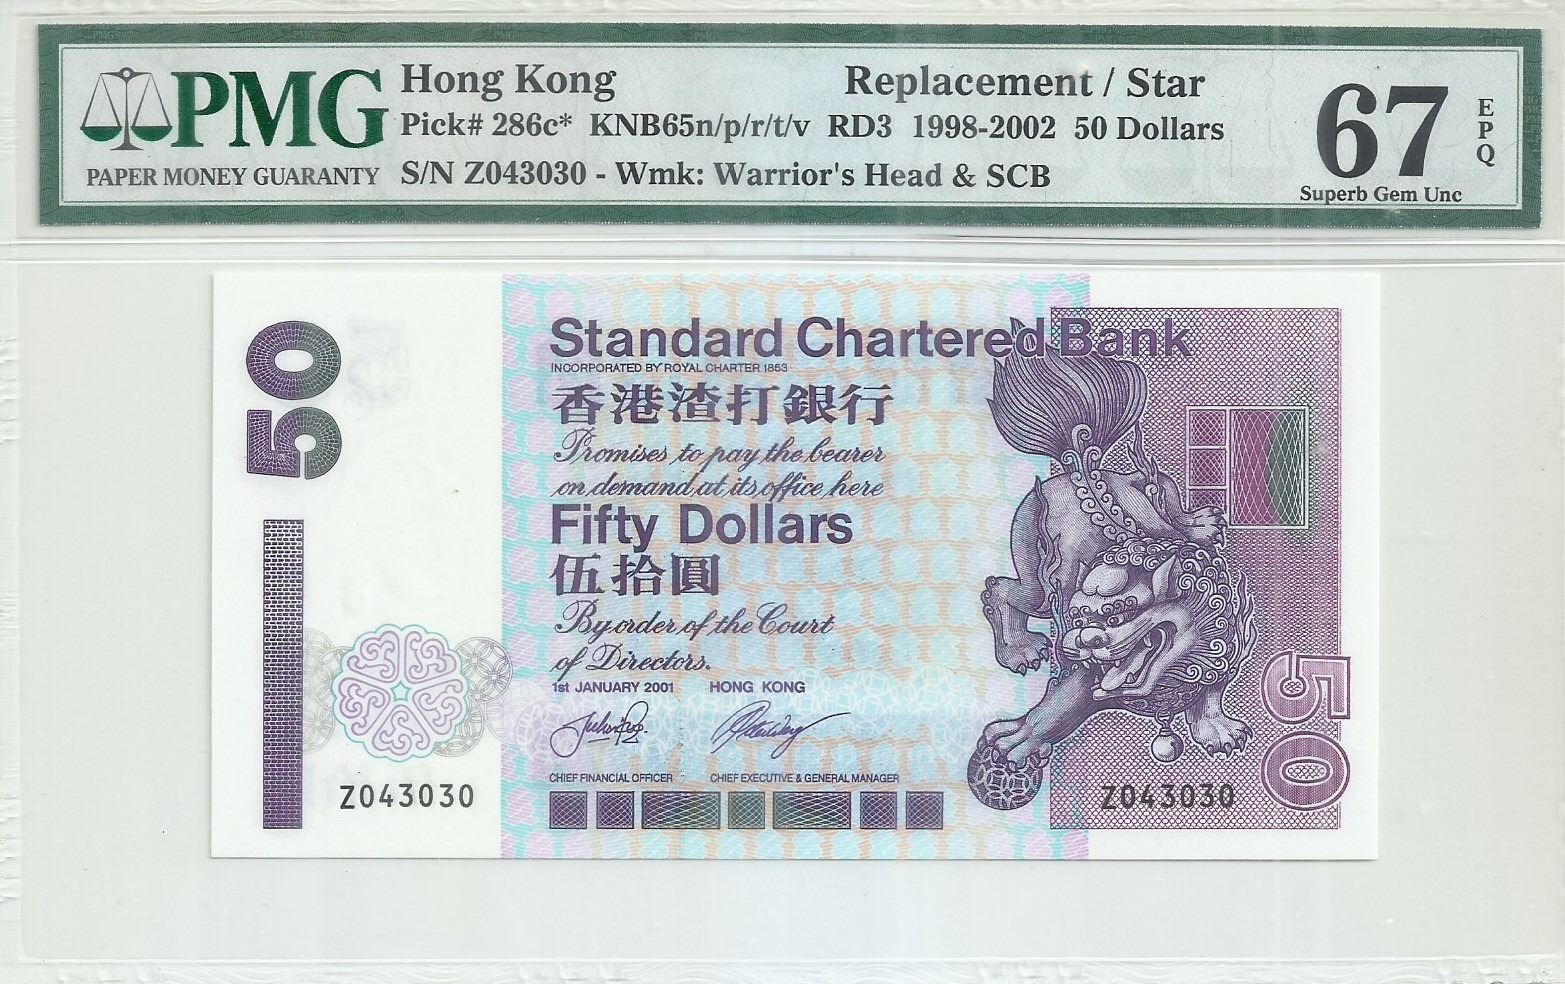 PMG
PAPER MONEY GUARANTY
Hong Kong Replacement / Star
Pick# 286c* KNB65n/p/r/t/v RD3 1998-2002 50 Dollars
S/N Z043030 - Wmk: Warrior's Head & SCB
67
EPQ
Superb Gem Unc
50
Standard Chartered Bank
INCORPORATED BY ROYAL CHARTER 1853
香港渣打銀行
Promises to pay the bearer
on demand at its office here
Fifty Dollars
伍拾圓
By order of the Court
of Directors.
1st JANUARY 2001 HONG KONG
CHIEF FINANCIAL OFFICER CHIEF EXECUTIVE & GENERAL MANAGER
Z043030
Z043030
50